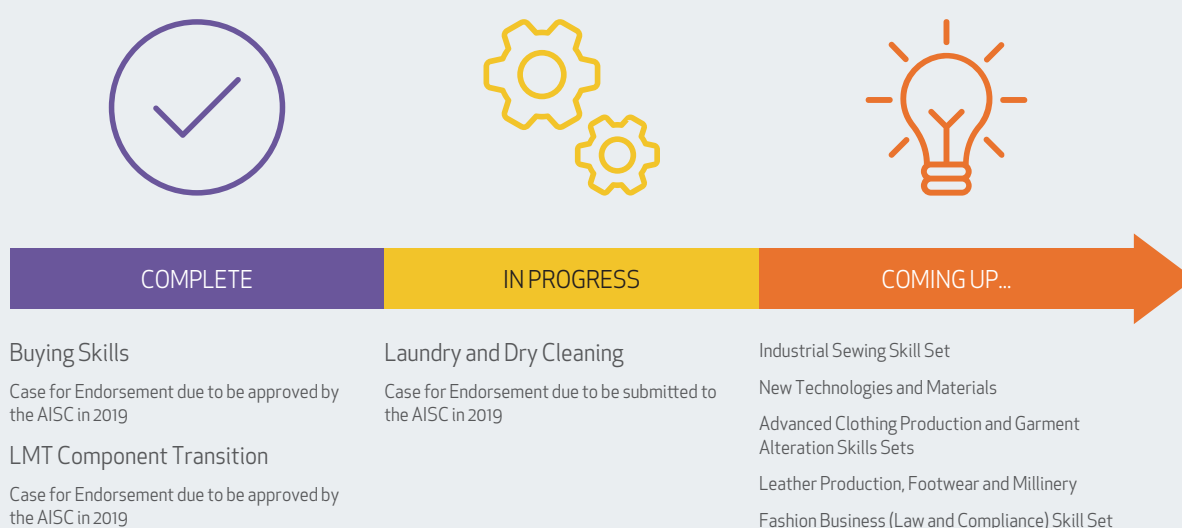 COMPLETE
IN PROGRESS
COMING UP...
Buying Skills
Case for Endorsement due to be approved by
the AISC in 2019
LMT Component Transition
Case for Endorsement due to be approved by
the AISC in 2019
Laundry and Dry Cleaning
Case for Endorsement due to be submitted to
the AISC in 2019
Industrial Sewing Skill Set
New Technologies and Materials
Advanced Clothing Production and Garment
Alteration Skills Sets
Leather Production, Footwear and Millinery
Fashion Business (Law and Compliance) Skill Set